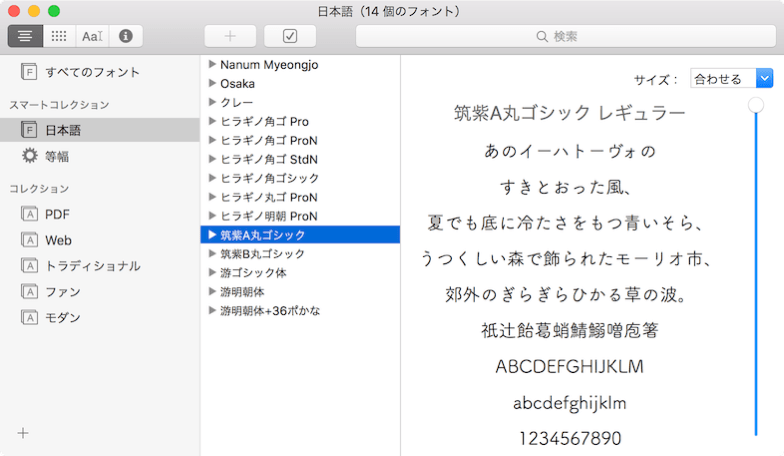 日本語（14 個のフォント）
検索
すべてのフォント
スマートコレクション
日本語
等幅
コレクション
PDF
Web
トラディショナル
ファン
モダン
Nanum Myeongjo
Osaka
クレー
ヒラギノ角ゴ Pro
ヒラギノ角ゴ ProN
ヒラギノ角ゴ StdN
ヒラギノ角ゴシック
ヒラギノ丸ゴ ProN
ヒラギノ明朝 ProN
筑紫A丸ゴシック
筑紫B丸ゴシック
游ゴシック体
游明朝体
游明朝体+36ポかな
サイズ： 合わせる
筑紫A丸ゴシック レギュラー
あのイーハトーヴォの
すきとおった風、
夏でも底に冷たさをもつ青いそら、
うつくしい森で飾られたモーリオ市、
郊外のぎらぎらひかる草の波。
祇辻飴葛蛸鯖鰯噌庖箸
ABCDEFGHIJKLM
abcdefghijklm
1234567890